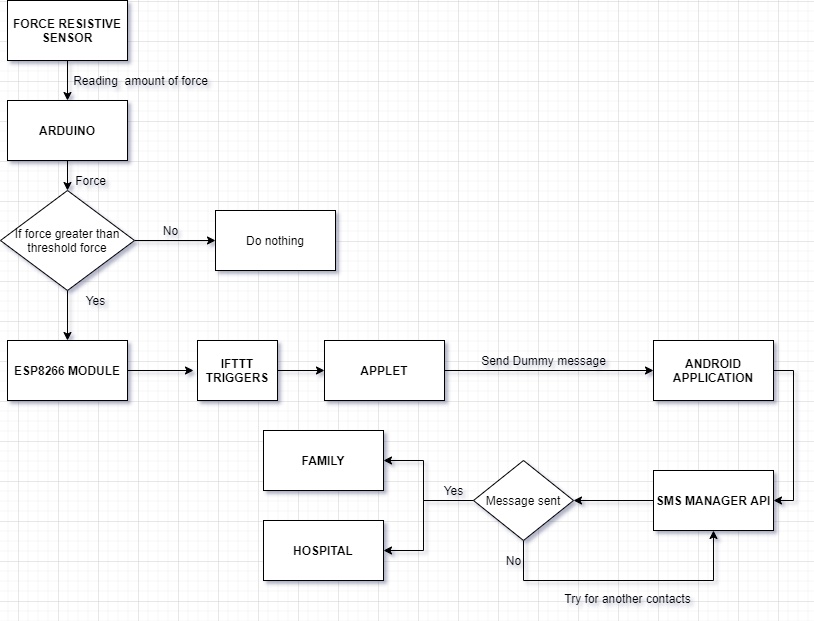 FORCE RESISTIVE
SENSOR
Reading  amount of force
ARDUINO
Force
If force greater than
threshold force
No
Do nothing
Yes
ESP8266 MODULE
IFTTT
TRIGGERS
APPLET
Send Dummy message
ANDROID
APPLICATION
FAMILY
Yes
Message sent
SMS MANAGER API
HOSPITAL
No
Try for another contacts